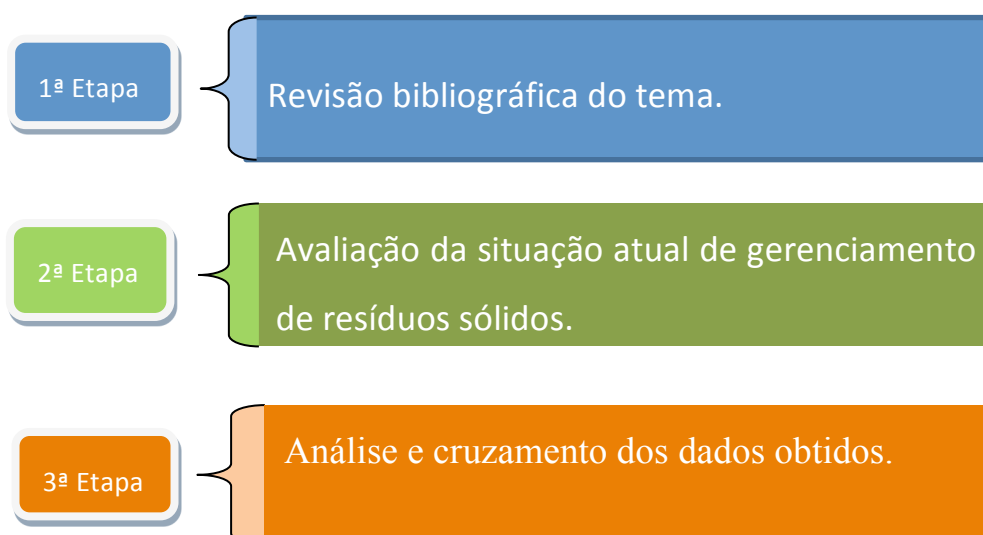 1ª Etapa
Revisão bibliográfica do tema.
2ª Etapa
Avaliação da situação atual de gerenciamento
de resíduos sólidos.
3ª Etapa
Análise e cruzamento dos dados obtidos.